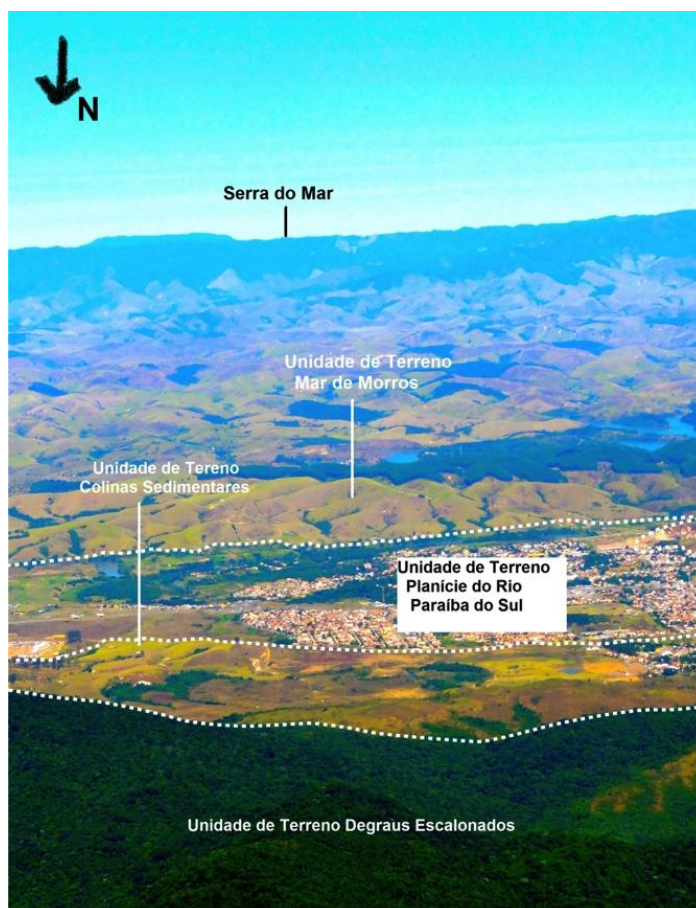 N
Serra do Mar
Unidade de Terreno
Mar de Morros
Unidade de Tereno
Colinas Sedimentares
Unidade de Terreno
Planície do Rio
Paraíba do Sul
Unidade de Terreno Degraus Escalonados